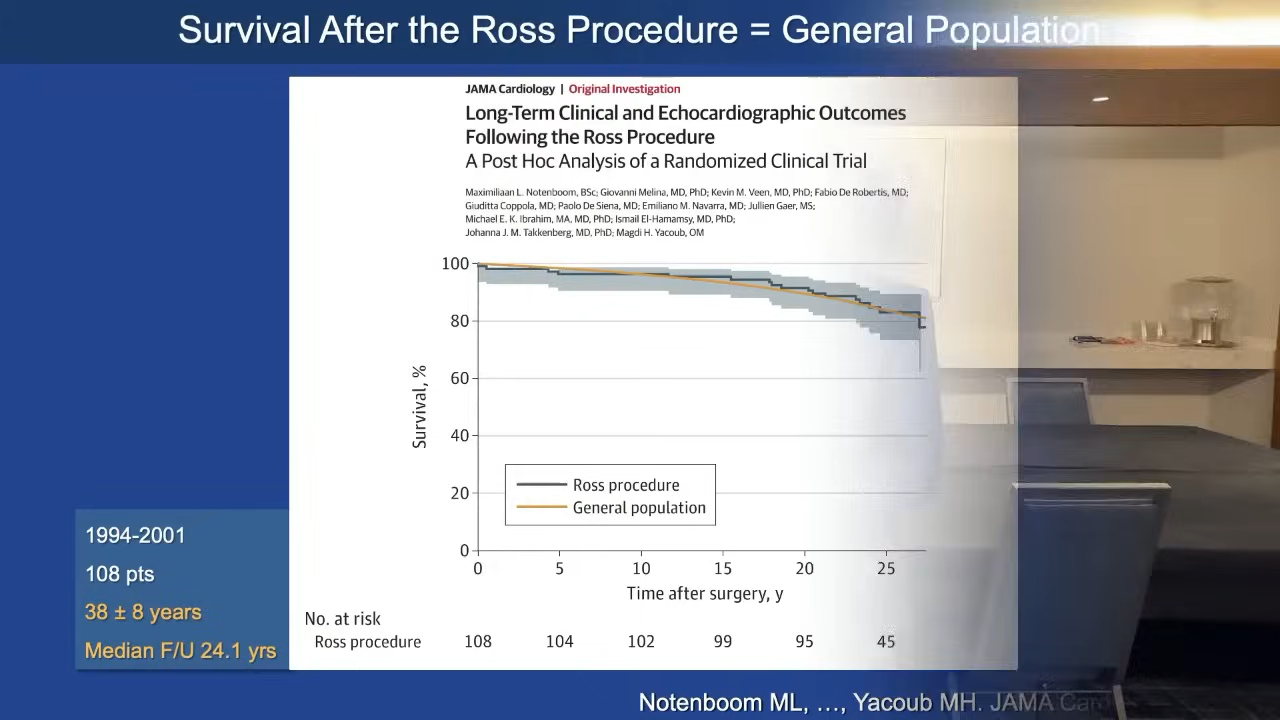 Survival After the Ross Procedure = General Population
JAMA Cardiology | Original Investigation
Long-Term Clinical and Echocardiographic Outcomes
Following the Ross Procedure
A Post Hoc Analysis of a Randomized Clinical Trial
Maximiliaan L. Notenboom, BSc; Giovanni Melina, MD, PhD; Kevin M. Veen, MD, PhD; Fabio De Robertis, MD;
Giuditta Coppola, MD; Paolo De Siena, MD; Emiliano M. Navarra, MD; Jullien Gaer, MS;
Michael E. K. Ibrahim, MA, MD, PhD; Ismail El-Hamamsy, MD, PhD;
Johanna J. M. Takkenberg, MD, PhD; Magdi H. Yacoub, OM
100
80
60
40
20
0
Survival, %
Ross procedure
General population
0 5 10 15 20 25
Time after surgery, y
No. at risk
Ross procedure 108 104 102 99 95 45
1994-2001
108 pts
38 ± 8 years
Median F/U 24.1 yrs
Notenboom ML, …, Yacoub MH. JAMA Card